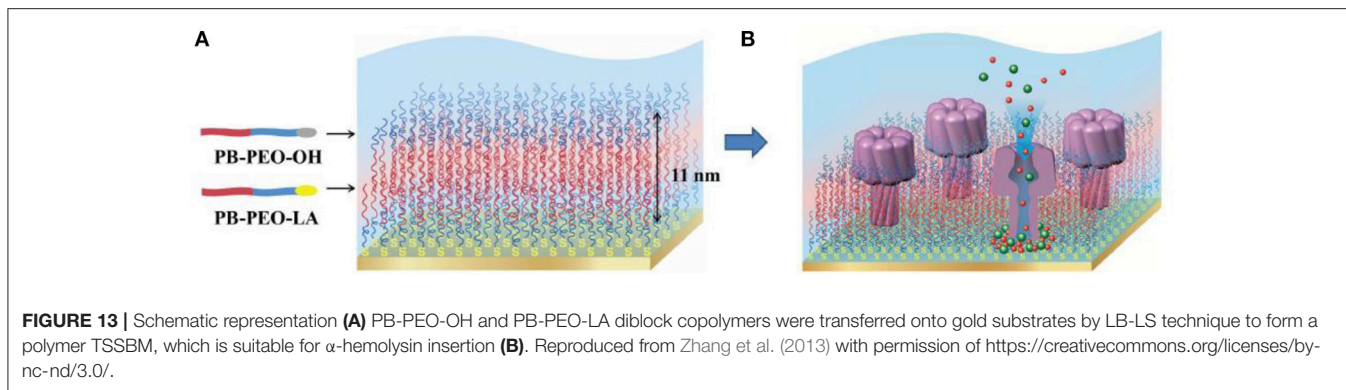 A
B
PB-PEO-OH
PB-PEO-LA
11 nm
S S S S S S S S S S S S S S
FIGURE 13 | Schematic representation (A) PB-PEO-OH and PB-PEO-LA diblock copolymers were transferred onto gold substrates by LB-LS technique to form a
polymer TSSBM, which is suitable for α-hemolysin insertion (B). Reproduced from Zhang et al. (2013) with permission of https://creativecommons.org/licenses/by-
nc-nd/3.0/.